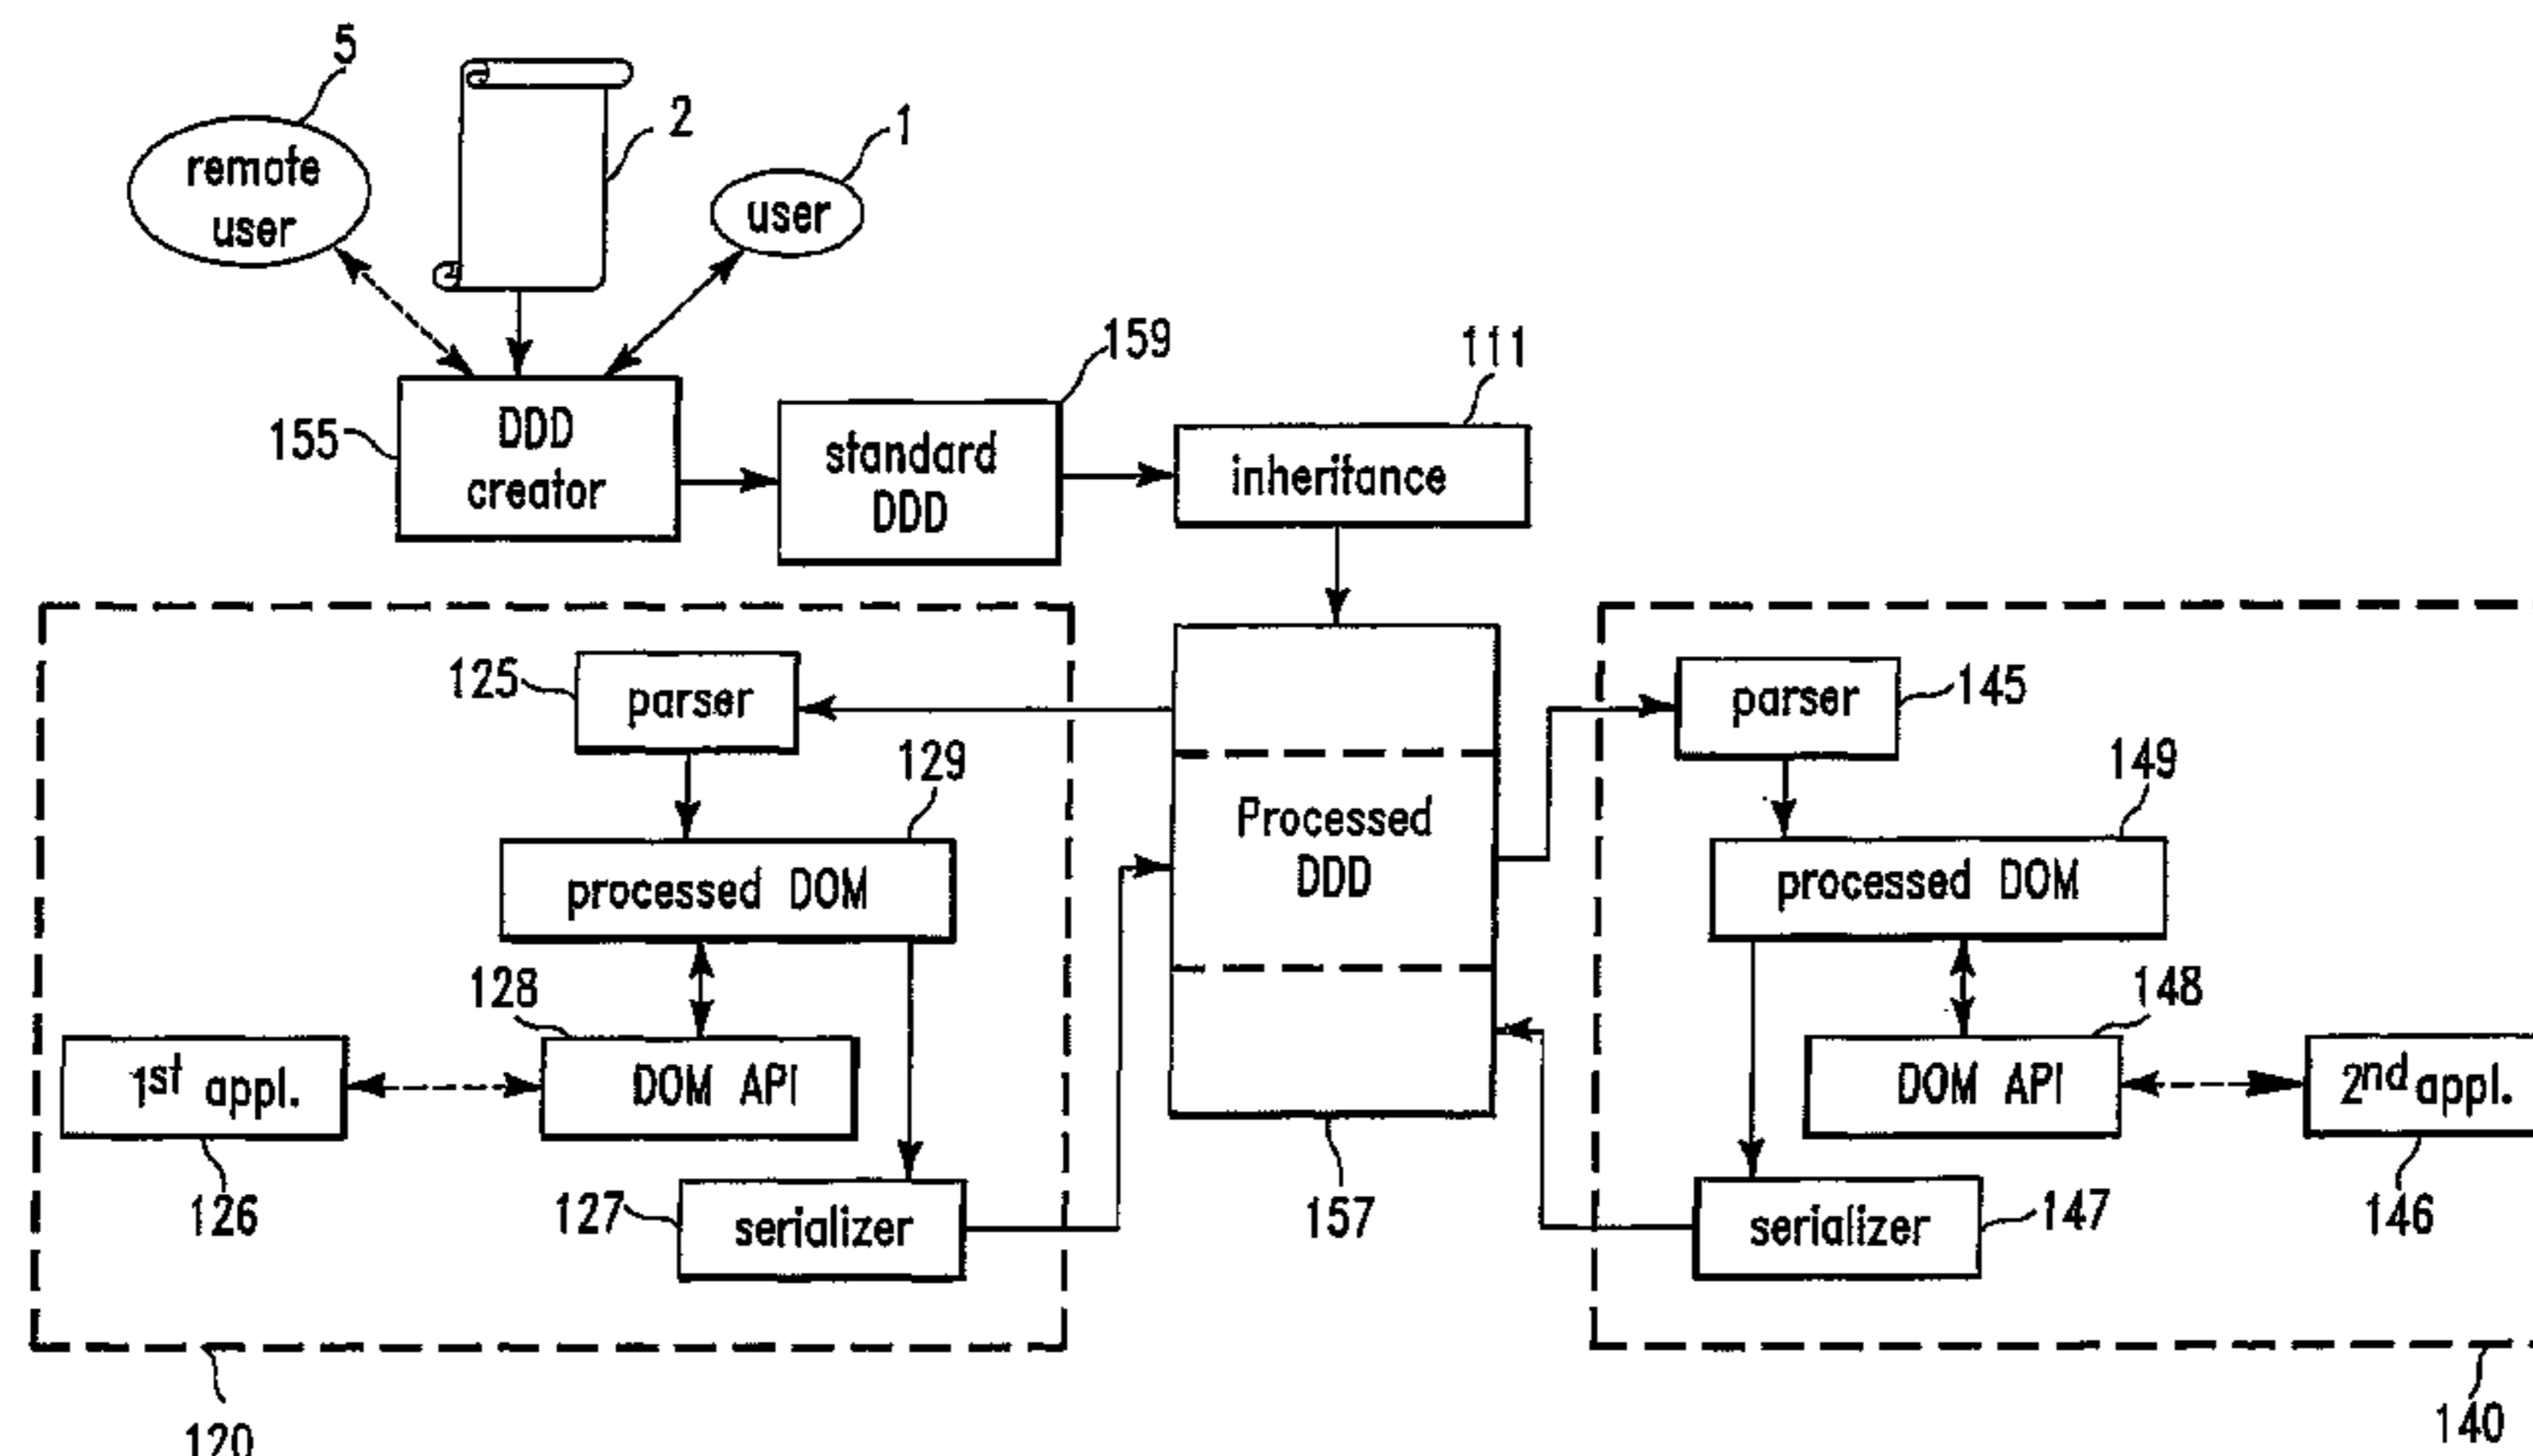 5
2
1
remote
user
user
159
111
155
DDD
creator
standard
DDD
inheritance
125
parser
129
processed DOM
128
1st appl.
DOM API
126
127
serializer
120
Processed
DDD
157
parser
145
149
processed DOM
148
DOM API
2nd appl.
146
serializer
147
140